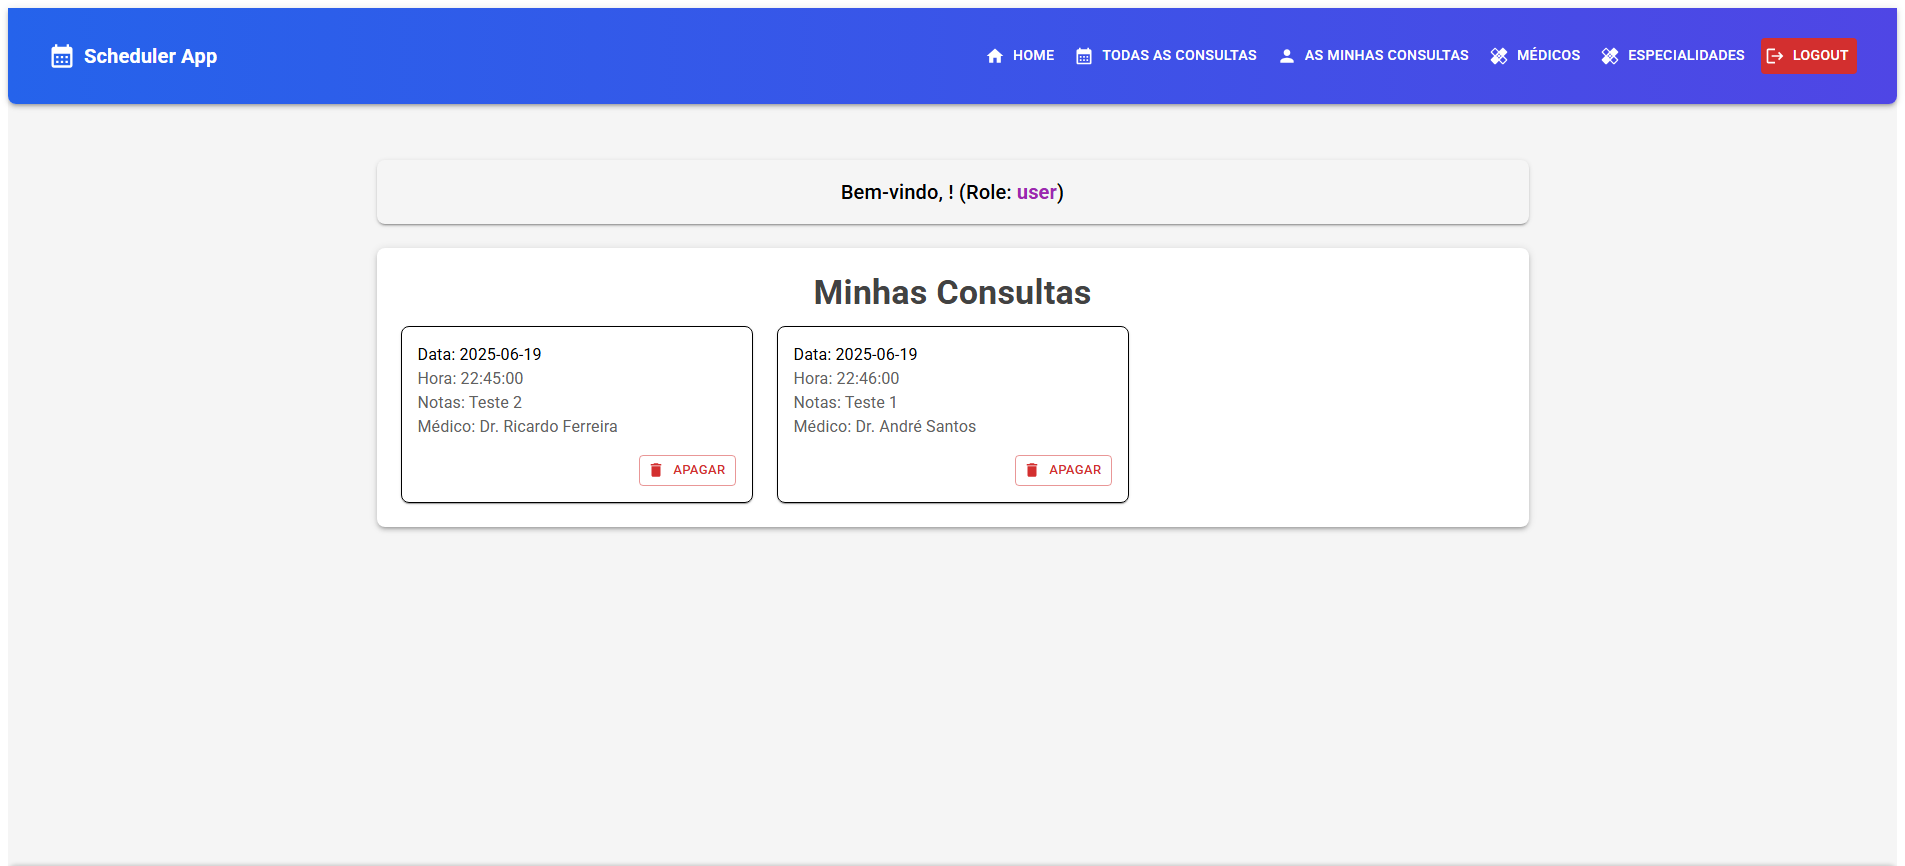 Scheduler App
HOME
TODAS AS CONSULTAS
AS MINHAS CONSULTAS
MÉDICOS
ESPECIALIDADES
LOGOUT
Bem-vindo, ! (Role: user)
Minhas Consultas
Data: 2025-06-19
Hora: 22:45:00
Notas: Teste 2
Médico: Dr. Ricardo Ferreira
APAGAR
Data: 2025-06-19
Hora: 22:46:00
Notas: Teste 1
Médico: Dr. André Santos
APAGAR